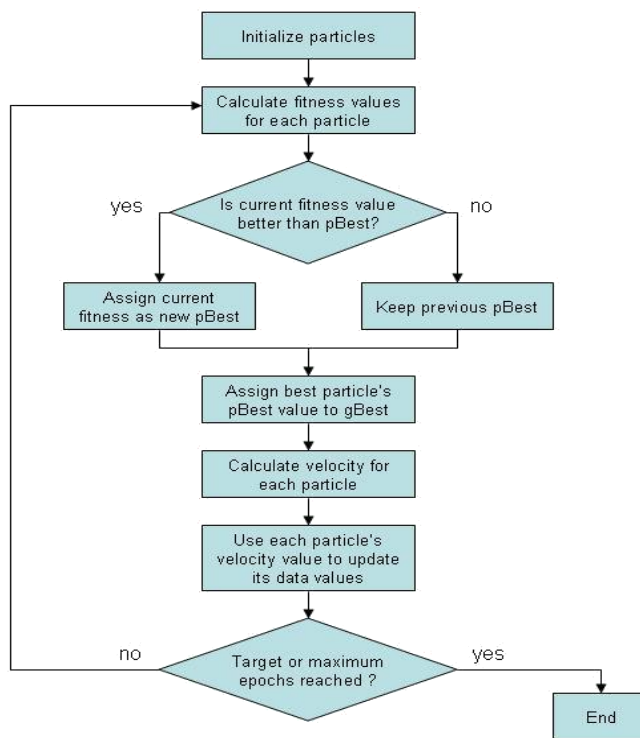 Initialize particles
Calculate fitness values
for each particle
yes
Is current fitness value
better than pBest?
no
Assign current
fitness as new pBest
Keep previous pBest
Assign best particle's
pBest value to gBest
Calculate velocity for
each particle
Use each particle's
velocity value to update
its data values
no
Target or maximum
epochs reached ?
yes
End